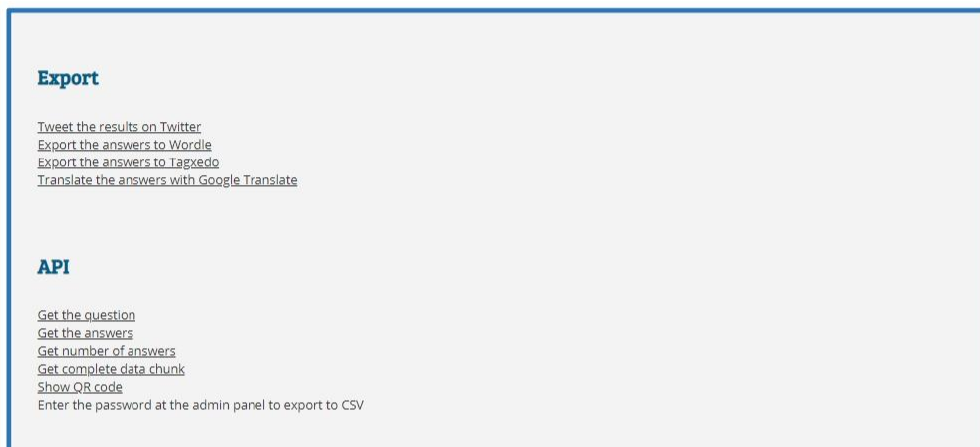 Export
Tweet the results on Twitter
Export the answers to Wordle
Export the answers to Tagxedo
Translate the answers with Google Translate
API
Get the question
Get the answers
Get number of answers
Get complete data chunk
Show QR code
Enter the password at the admin panel to export to CSV